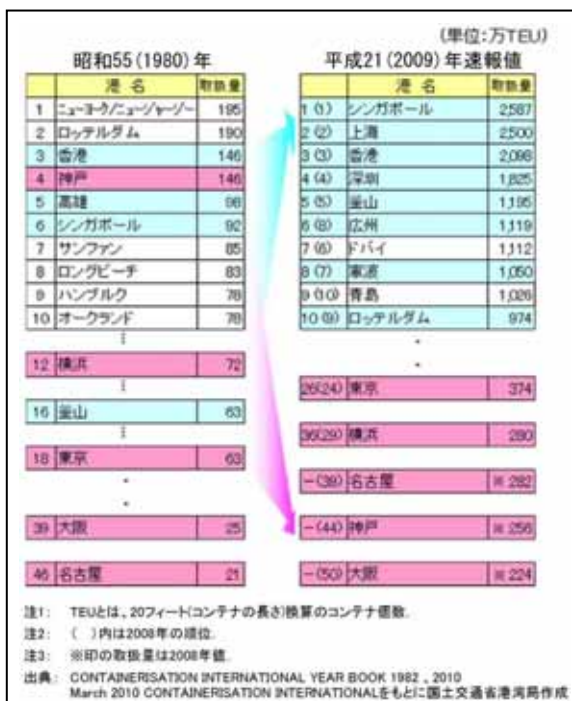 (単位:万TEU)
昭和55(1980)年
港名 取扱量
1 ニューヨーク/ニュージャージー 195
2 ロッテルダム 190
3 香港 146
4 神戸 146
5 高雄 98
6 シンガポール 92
7 サンファン 85
8 ロングビーチ 83
9 ハンブルク 78
10 オークランド 78
12 横浜 72
16 釜山 63
18 東京 63
39 大阪 25
46 名古屋 21
平成21(2009)年速報値
港名 取扱量
1 (1) シンガポール 2,587
2 (2) 上海 2,500
3 (3) 香港 2,098
4 (4) 深圳 1,825
5 (5) 釜山 1,195
6 (8) 広州 1,119
7 (6) ドバイ 1,112
8 (7) 寧波 1,050
9 (10) 青島 1,026
10 (9) ロッテルダム 974
26(24) 東京 374
36(29) 横浜 280
-(39) 名古屋 ※ 282
-(44) 神戸 ※ 256
-(50) 大阪 ※ 224
注1: TEUとは、20フィート(コンテナの長さ)換算のコンテナ個数.
注2: ( )内は2008年の順位.
注3: ※印の取扱量は2008年値.
出典: CONTAINERISATION INTERNATIONAL YEAR BOOK 1982 , 2010
March 2010 CONTAINERISATION INTERNATIONALをもとに国土交通省港湾局作成